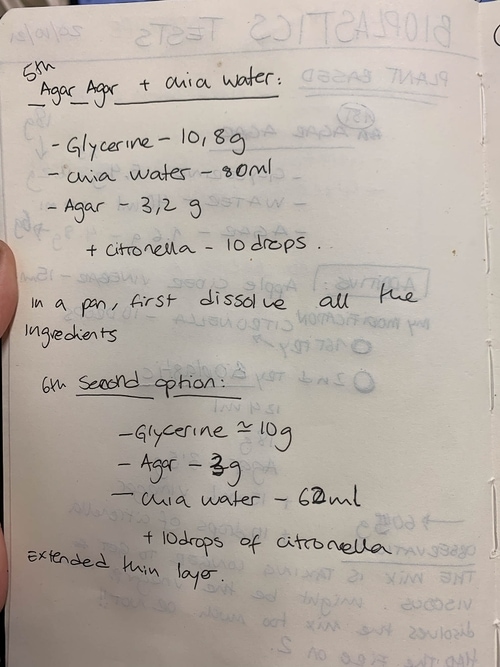 5th
Agar Agar + chia water:
- Glycerine - 10,8g
- chia water - 80ml
- Agar - 3,2 g
+ citronella - 10 drops.
in a pan, first dissolve all the
ingredients
6th Second option:
- Glycerine ≃ 10g
- Agar - 3g
- chia water - 62ml
+ 10drops of citronella
Extended thin layer.